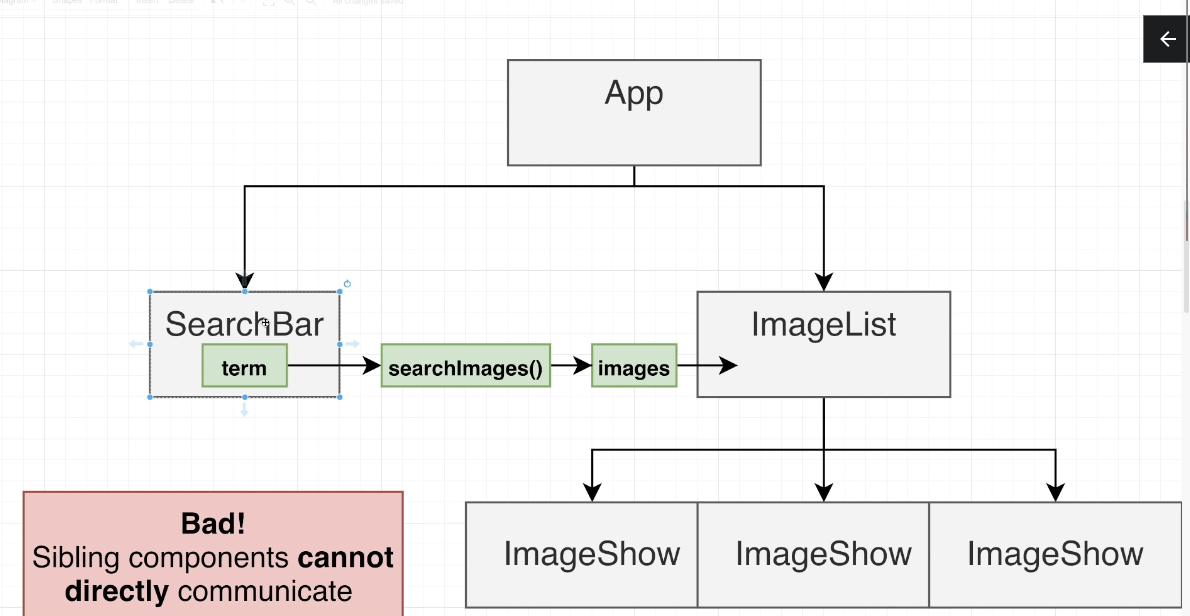 App
SearchBar
ImageList
term
searchImages()
images
Bad!
Sibling components cannot
directly communicate
ImageShow
ImageShow
ImageShow